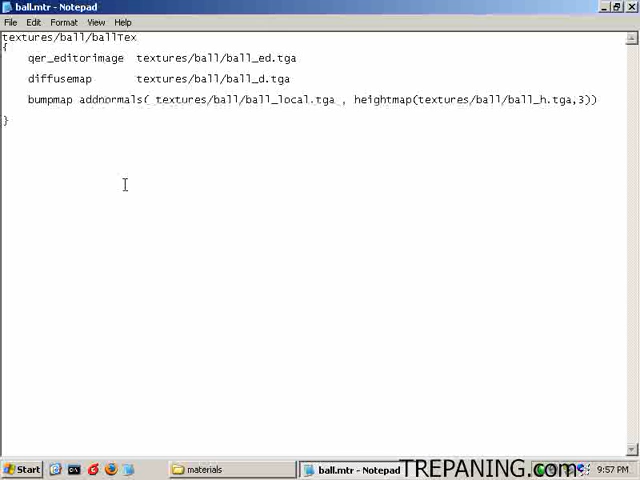 ball.mtr - Notepad
File Edit Format View Help
textures/ball/ballTex
{
qer_editorimage textures/ball/ball_ed.tga
diffusemap textures/ball/ball_d.tga
bumpmap addnormals( textures/ball/ball_local.tga , heightmap(textures/ball/ball_h.tga,3))
}
Start materials ball.mtr - Notepad 9:57 PM
TREPANING.com